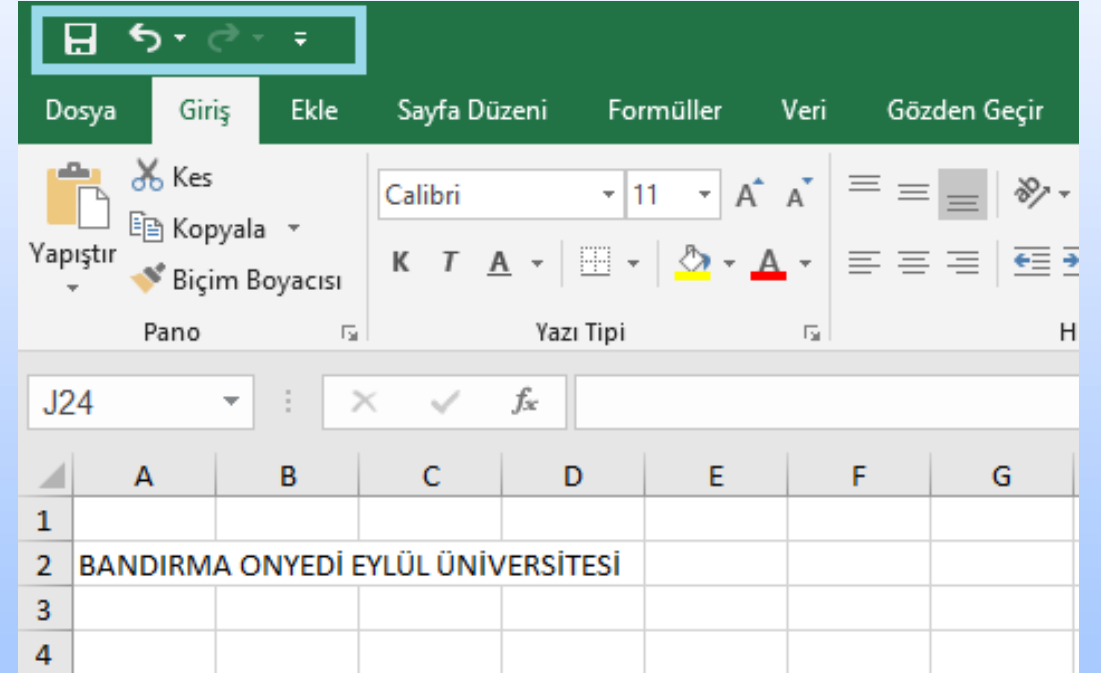 Dosya Giriş Ekle Sayfa Düzeni Formüller Veri Gözden Geçir
Yapıştır
Kes
Kopyala
Biçim Boyacısı
Pano
Calibri 11 A A
K T A A
Yazı Tipi
H
J24 fx
A B C D E F G
1
2 BANDIRMA ONYEDİ EYLÜL ÜNİVERSİTESİ
3
4